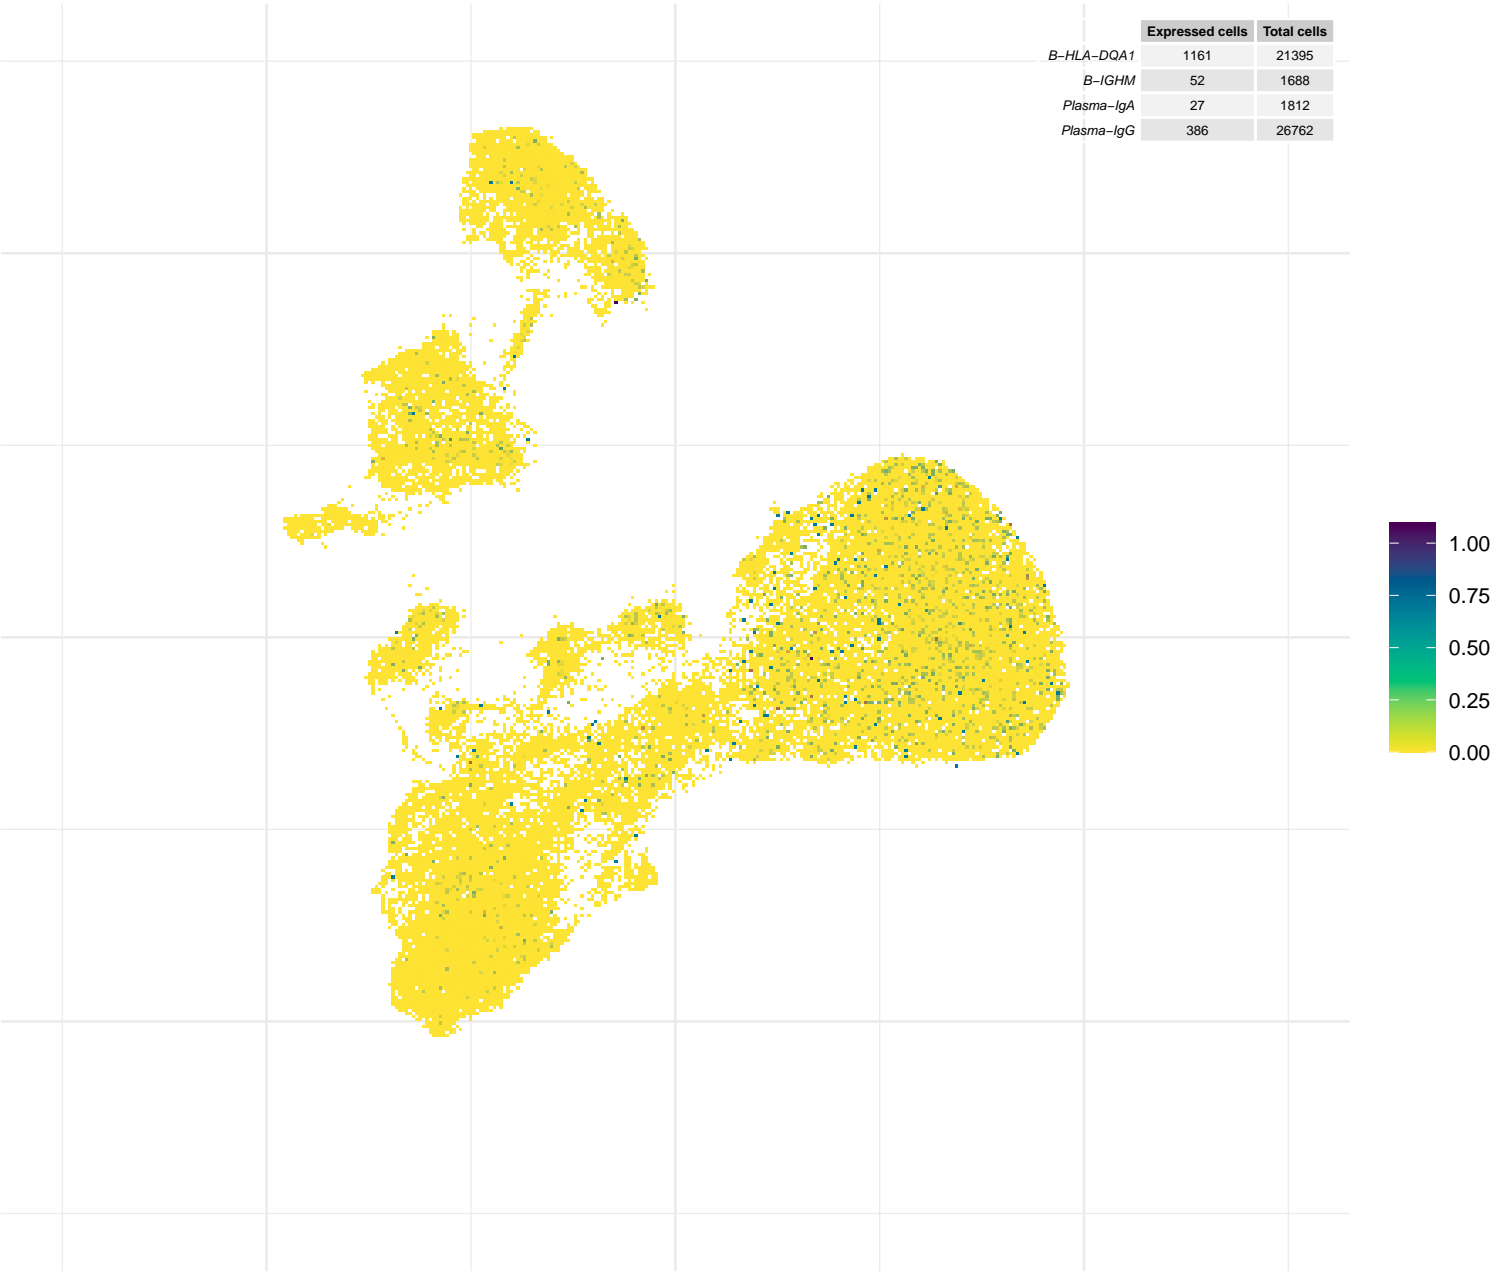 Expressed cells Total cells
B−HLA−DQA1 1161 21395
B−IGHM 52 1688
Plasma−IgA 27 1812
Plasma−IgG 386 26762
1.00
0.75
0.50
0.25
0.00